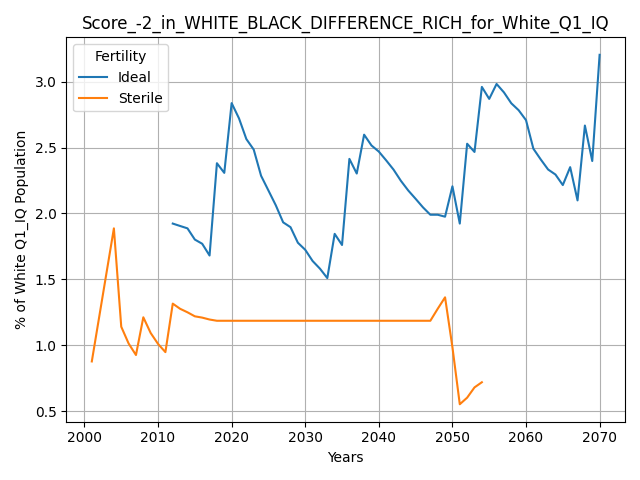 Score_-2_in_WHITE_BLACK_DIFFERENCE_RICH_for_White_Q1_IQ
Fertility
Ideal
Sterile
% of White Q1_IQ Population
3.0
2.5
2.0
1.5
1.0
0.5
2000 2010 2020 2030 2040 2050 2060 2070
Years